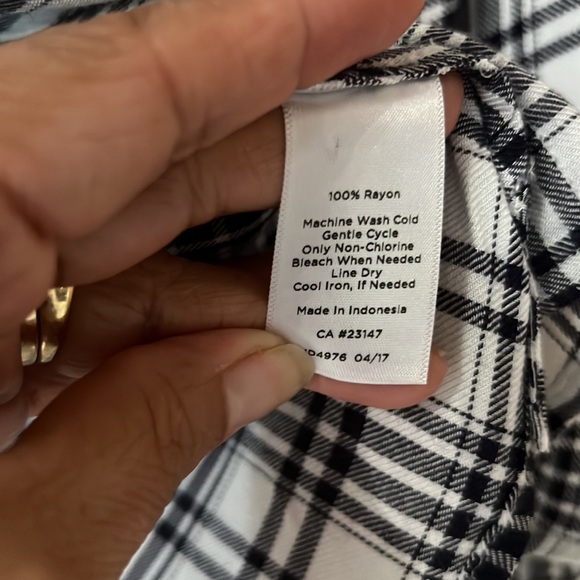 100% Rayon
Machine Wash Cold
Gentle Cycle
Only Non-Chlorine
Bleach When Needed
Line Dry
Cool Iron, If Needed
Made In Indonesia
CA #23147
04/17